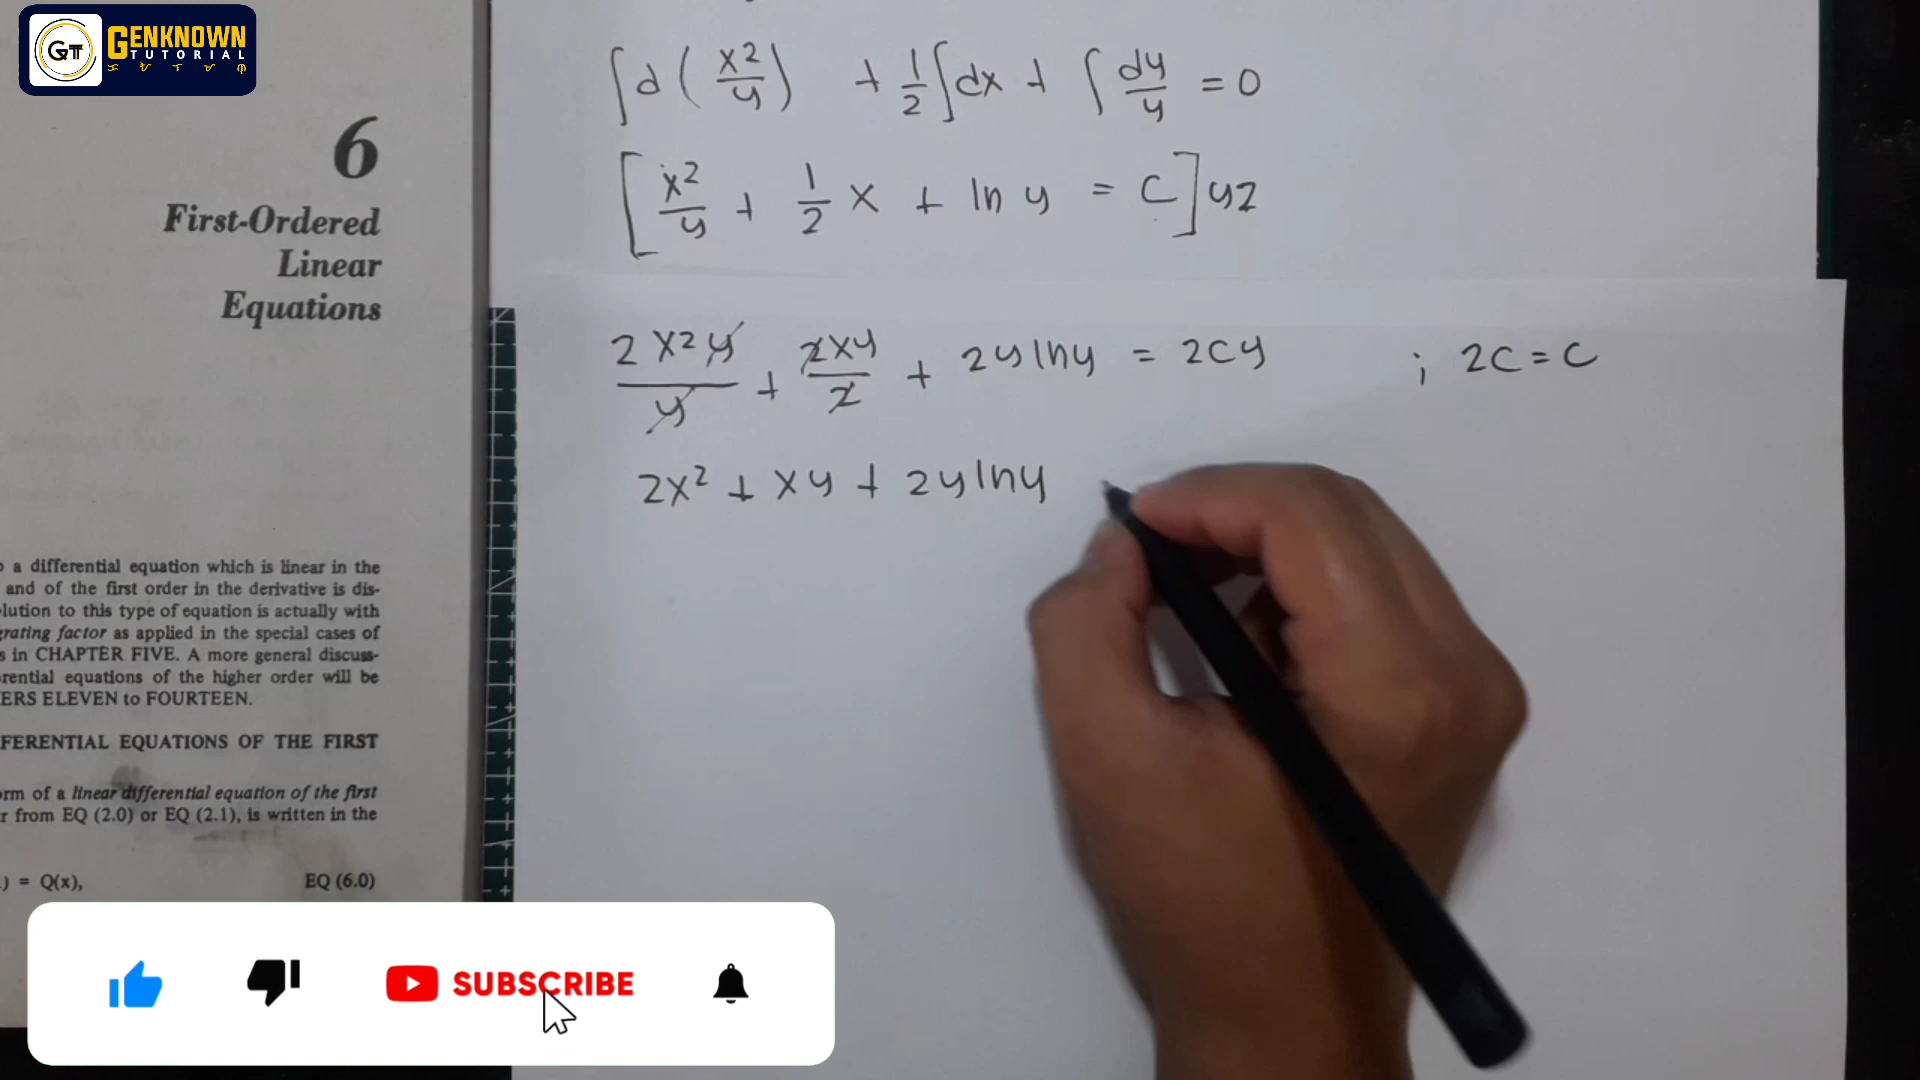 GT
GENKNOWN
TUTORIAL
6
First-Ordered
Linear
Equations
a differential equation which is linear in the
and of the first order in the derivative is dis-
lution to this type of equation is actually with
grating factor as applied in the special cases of
s in CHAPTER FIVE. A more general discuss-
rential equations of the higher order will be
ERS ELEVEN to FOURTEEN.
FERENTIAL EQUATIONS OF THE FIRST
orm of a linear differential equation of the first
r from EQ (2.0) or EQ (2.1), is written in the
) = Q(x), EQ (6.0)
∫d(x²/y) + 1/2∫dx + ∫dy/y = 0
[x²/y + 1/2 x + ln y = C] y2
2x²y/y + 2xy/2 + 2y ln y = 2Cy ; 2C = C
2x² + xy + 2y ln y
SUBSCRIBE